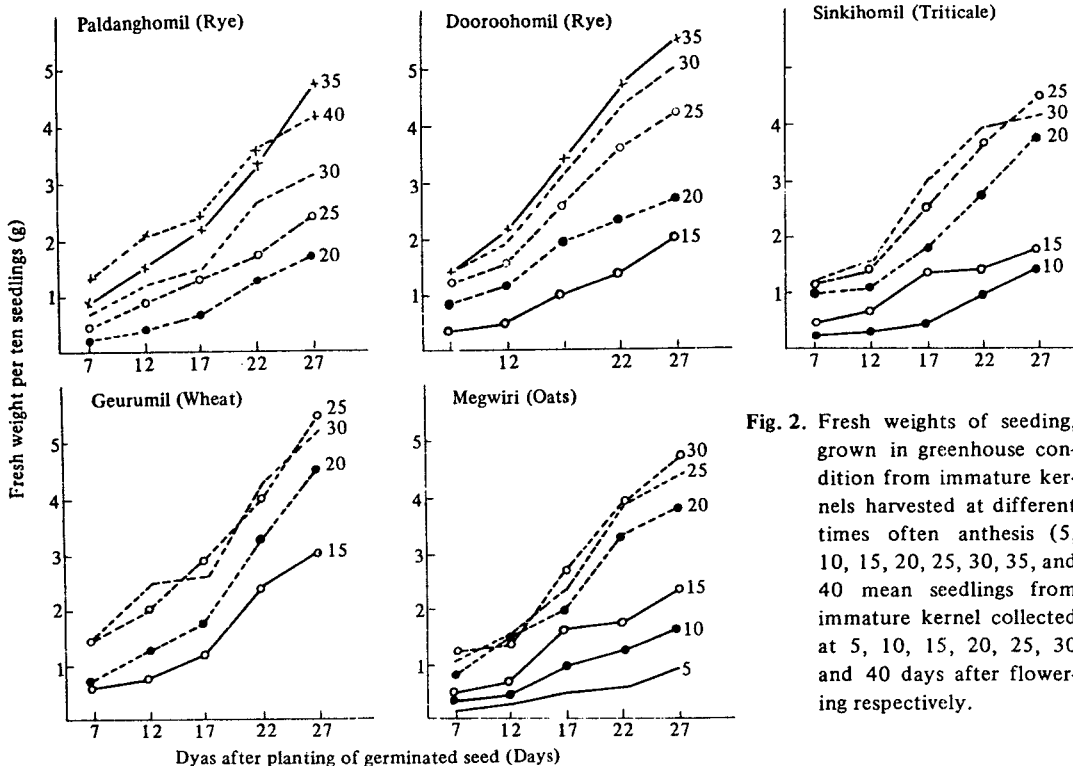 Paldanghomil (Rye)
5
4
3
2
1
35
40
30
25
20
7 12 17 22 27
Dooroohomil (Rye)
5
4
3
2
1
35
30
25
20
15
7 12 22 27
Sinkihomil (Triticale)
5
4
3
2
1
25
30
20
15
10
7 12 17 22 27
Fresh weight per ten seedlings (g)
Geurumil (Wheat)
5
4
3
2
1
25
30
20
15
7 12 17 22 27
Megwiri (Oats)
5
4
3
2
1
30
25
20
15
10
5
7 12 17 22 27
Dyas after planting of germinated seed (Days)
Fig. 2. Fresh weights of seeding,
grown in greenhouse con-
dition from immature ker-
nels harvested at different
times often anthesis (5,
10, 15, 20, 25, 30, 35, and
40 mean seedlings from
immature kernel collected
at 5, 10, 15, 20, 25, 30
and 40 days after flower-
ing respectively.